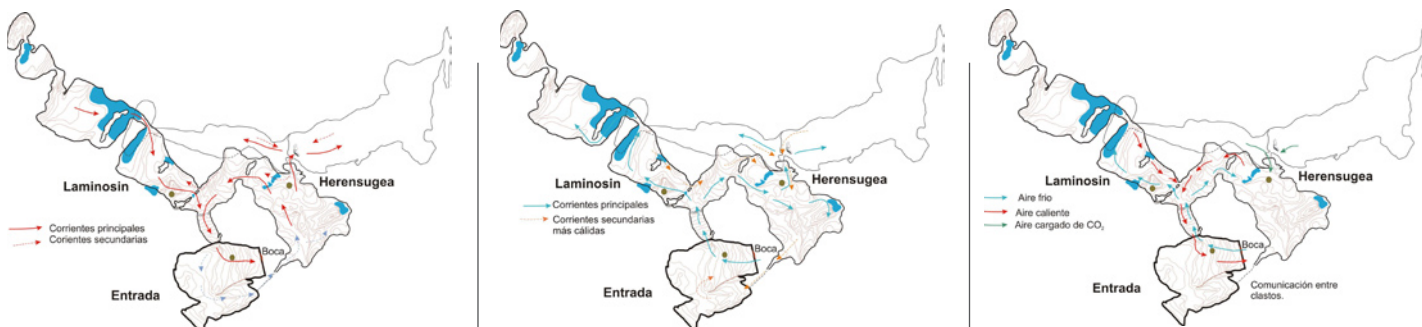 Laminosin
Herensugea
Corrientes principales
Corientes secundarias
Boca
Entrada
Laminosin
Herensugea
Corrientes principales
Corrientes secundarias
más cálidas
Boca
Entrada
Laminosin
Herensugea
Aire frio
Aire caliente
Aire cargado de CO₂
Boca
Entrada
Comunicación entre
clastos.